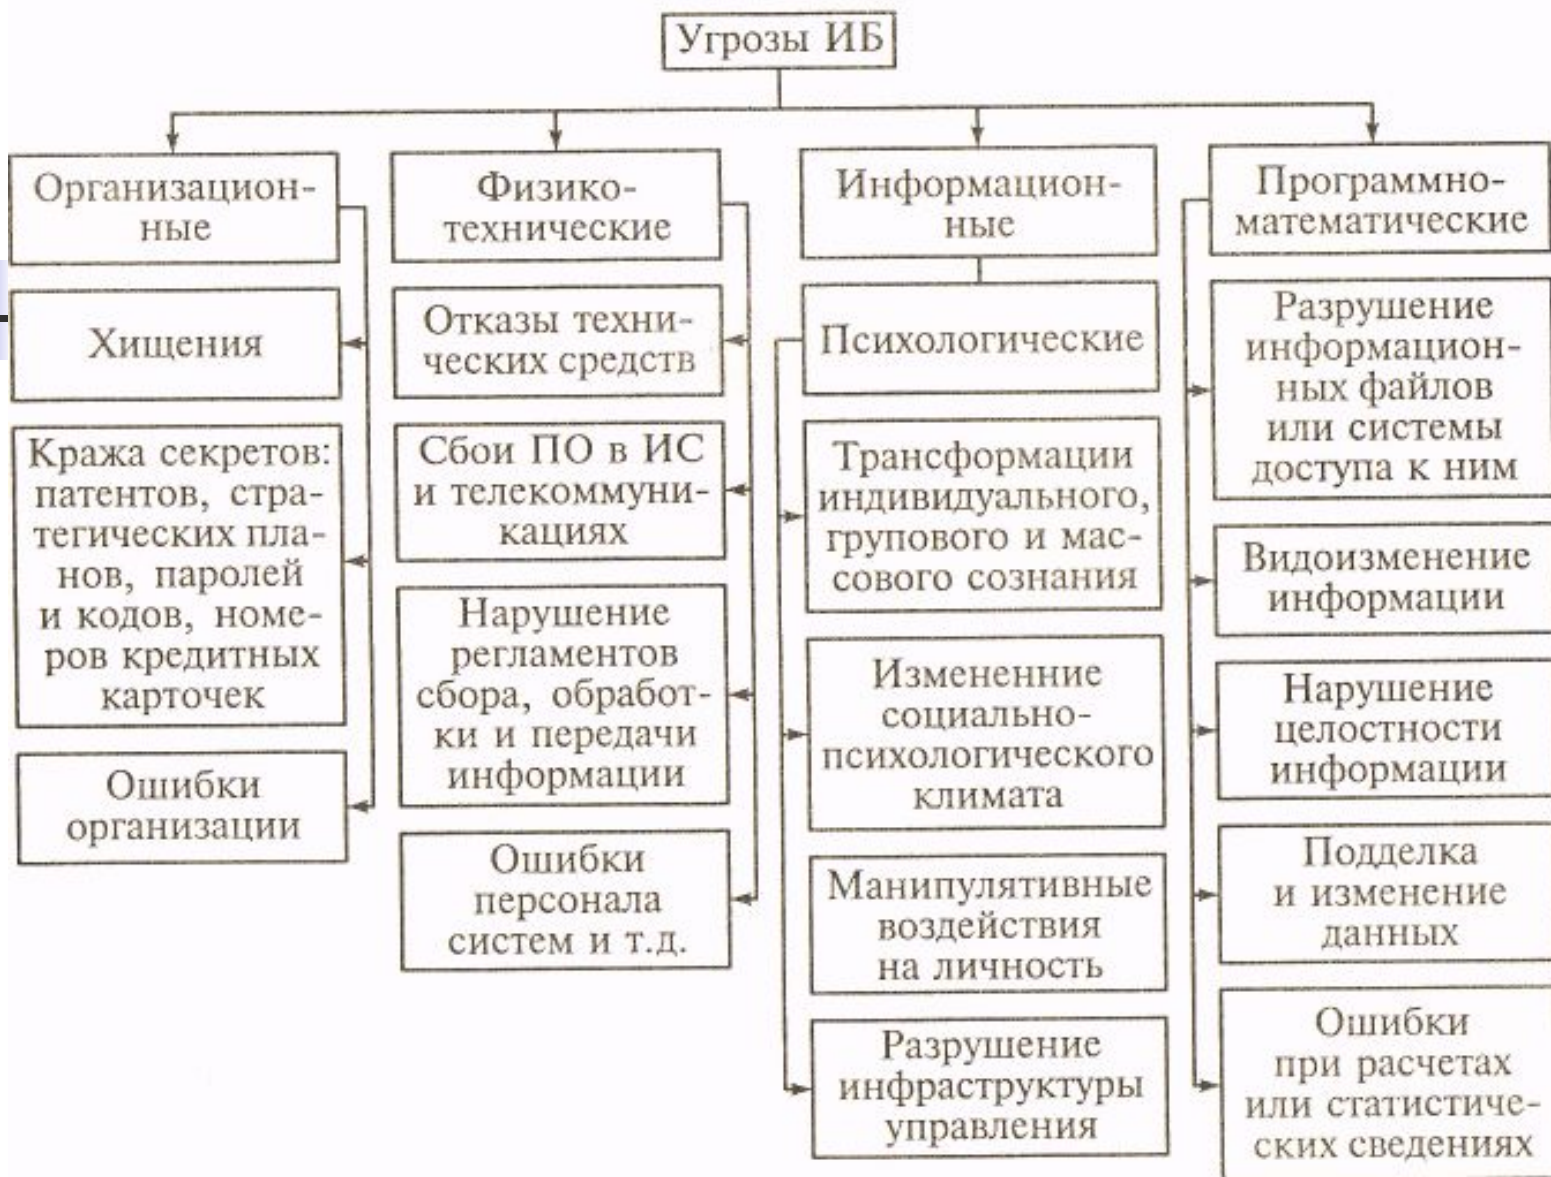 Угрозы ИБ
Организацион-
ные
Хищения
Кража секретов:
патентов, стра-
тегических пла-
нов, паролей
и кодов, номе-
ров кредитных
карточек
Ошибки
организации
Физико-
технические
Отказы техни-
ческих средств
Сбои ПО в ИС
и телекоммуни-
кациях
Нарушение
регламентов
сбора, обработ-
ки и передачи
информации
Ошибки
персонала
систем и т.д.
Информацион-
ные
Психологические
Трансформации
индивидуального,
групового и мас-
сового сознания
Измененние
социально-
психологического
климата
Манипулятивные
воздействия
на личность
Разрушение
инфраструктуры
управления
Программно-
математические
Разрушение
информацион-
ных файлов
или системы
доступа к ним
Видоизменение
информации
Нарушение
целостности
информации
Подделка
и изменение
данных
Ошибки
при расчетах
или статистиче-
ских сведениях